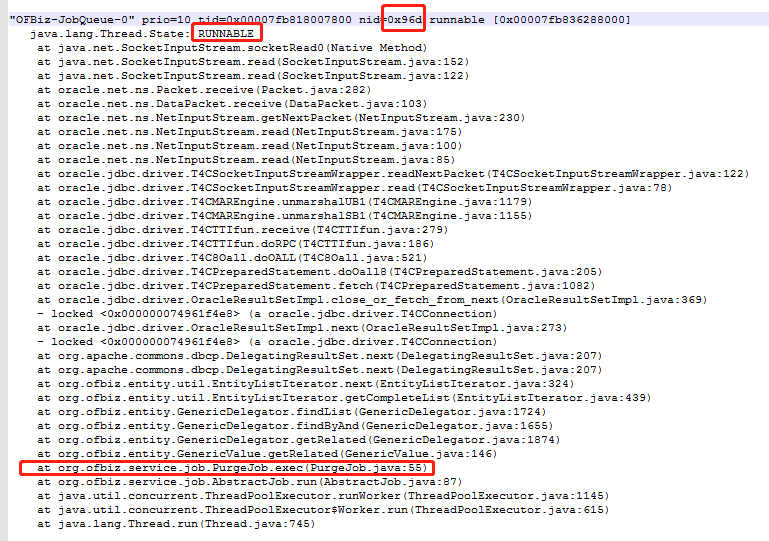 "OFBiz-JobQueue-0" prio=10 tid=0x00007fb818007800 nid=0x96d runnable [0x00007fb836288000]
java.lang.Thread.State: RUNNABLE
at java.net.SocketInputStream.socketRead0(Native Method)
at java.net.SocketInputStream.read(SocketInputStream.java:152)
at java.net.SocketInputStream.read(SocketInputStream.java:122)
at oracle.net.ns.Packet.receive(Packet.java:282)
at oracle.net.ns.DataPacket.receive(DataPacket.java:103)
at oracle.net.ns.NetInputStream.getNextPacket(NetInputStream.java:230)
at oracle.net.ns.NetInputStream.read(NetInputStream.java:175)
at oracle.net.ns.NetInputStream.read(NetInputStream.java:100)
at oracle.net.ns.NetInputStream.read(NetInputStream.java:85)
at oracle.jdbc.driver.T4CSocketInputStreamWrapper.readNextPacket(T4CSocketInputStreamWrapper.java:122)
at oracle.jdbc.driver.T4CSocketInputStreamWrapper.read(T4CSocketInputStreamWrapper.java:78)
at oracle.jdbc.driver.T4CMAREngine.unmarshalUB1(T4CMAREngine.java:1179)
at oracle.jdbc.driver.T4CMAREngine.unmarshalSB1(T4CMAREngine.java:1155)
at oracle.jdbc.driver.T4CTTIfun.receive(T4CTTIfun.java:279)
at oracle.jdbc.driver.T4CTTIfun.doRPC(T4CTTIfun.java:186)
at oracle.jdbc.driver.T4C8Oall.doOALL(T4C8Oall.java:521)
at oracle.jdbc.driver.T4CPreparedStatement.doOall8(T4CPreparedStatement.java:205)
at oracle.jdbc.driver.T4CPreparedStatement.fetch(T4CPreparedStatement.java:1082)
at oracle.jdbc.driver.OracleResultSetImpl.close_or_fetch_from_next(OracleResultSetImpl.java:369)
- locked <0x000000074961f4e8> (a oracle.jdbc.driver.T4CConnection)
at oracle.jdbc.driver.OracleResultSetImpl.next(OracleResultSetImpl.java:273)
- locked <0x000000074961f4e8> (a oracle.jdbc.driver.T4CConnection)
at org.apache.commons.dbcp.DelegatingResultSet.next(DelegatingResultSet.java:207)
at org.apache.commons.dbcp.DelegatingResultSet.next(DelegatingResultSet.java:207)
at org.ofbiz.entity.util.EntityListIterator.next(EntityListIterator.java:324)
at org.ofbiz.entity.util.EntityListIterator.getCompleteList(EntityListIterator.java:439)
at org.ofbiz.entity.GenericDelegator.findList(GenericDelegator.java:1724)
at org.ofbiz.entity.GenericDelegator.findByAnd(GenericDelegator.java:1655)
at org.ofbiz.entity.GenericDelegator.getRelated(GenericDelegator.java:1874)
at org.ofbiz.entity.GenericValue.getRelated(GenericValue.java:146)
at org.ofbiz.service.job.PurgeJob.exec(PurgeJob.java:55)
at org.ofbiz.service.job.AbstractJob.run(AbstractJob.java:87)
at java.util.concurrent.ThreadPoolExecutor.runWorker(ThreadPoolExecutor.java:1145)
at java.util.concurrent.ThreadPoolExecutor$Worker.run(ThreadPoolExecutor.java:615)
at java.lang.Thread.run(Thread.java:745)